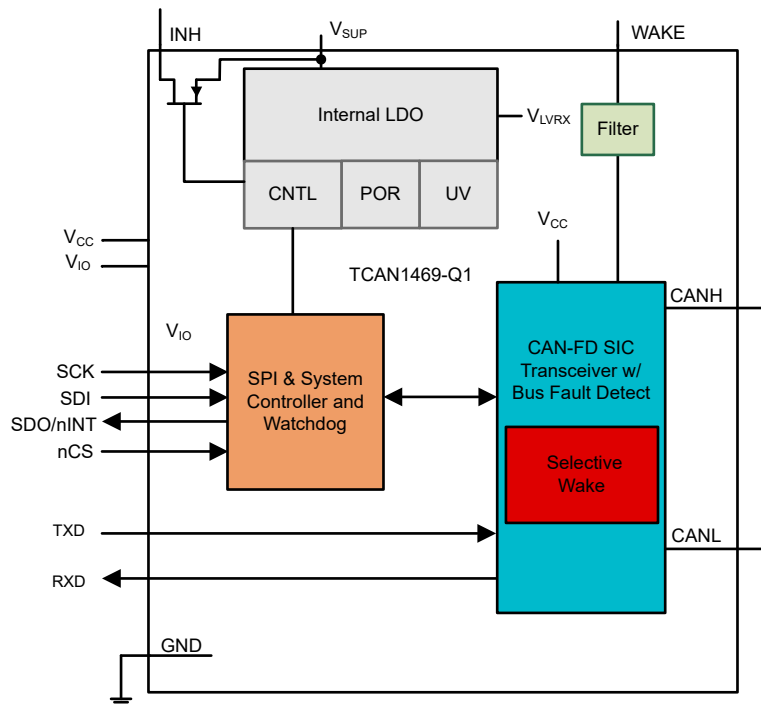 INH
VSUP
WAKE
Internal LDO
VLVRX
Filter
CNTL
POR
UV
VCC
VCC
VIO
TCAN1469-Q1
CANH
VIO
SCK
SDI
SDO/nINT
nCS
SPI & System
Controller and
Watchdog
CAN-FD SIC
Transceiver w/
Bus Fault Detect
Selective
Wake
TXD
CANL
RXD
GND